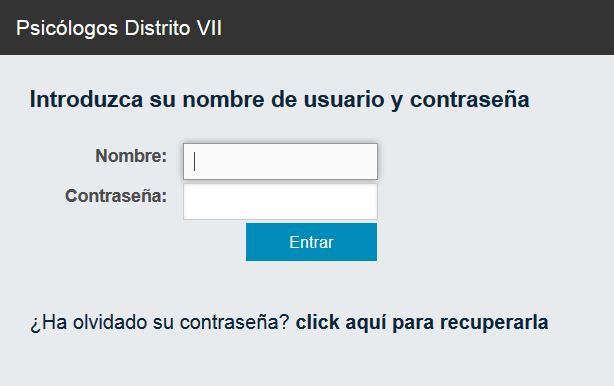 Psicólogos Distrito VII
Introduzca su nombre de usuario y contraseña
Nombre:
Contraseña:
Entrar
¿Ha olvidado su contraseña? click aquí para recuperarla